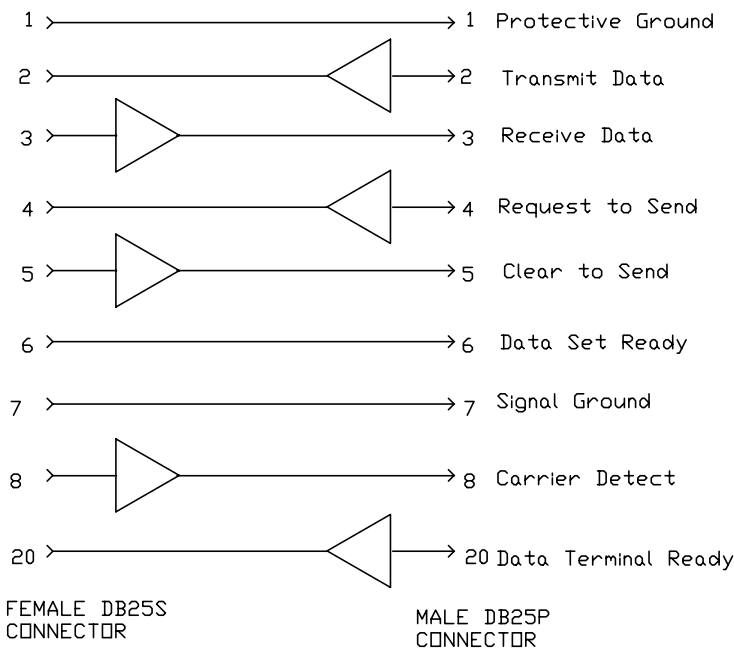 1 1 Protective Ground
2 2 Transmit Data
3 3 Receive Data
4 4 Request to Send
5 5 Clear to Send
6 6 Data Set Ready
7 7 Signal Ground
8 8 Carrier Detect
20 20 Data Terminal Ready
FEMALE DB25S
CONNECTOR
MALE DB25P
CONNECTOR